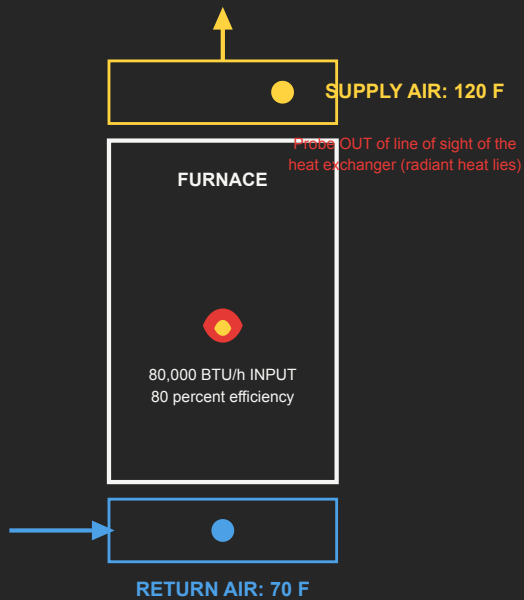 SUPPLY AIR: 120 F
Probe OUT of line of sight of the
heat exchanger (radiant heat lies)
FURNACE
80,000 BTU/h INPUT
80 percent efficiency
RETURN AIR: 70 F